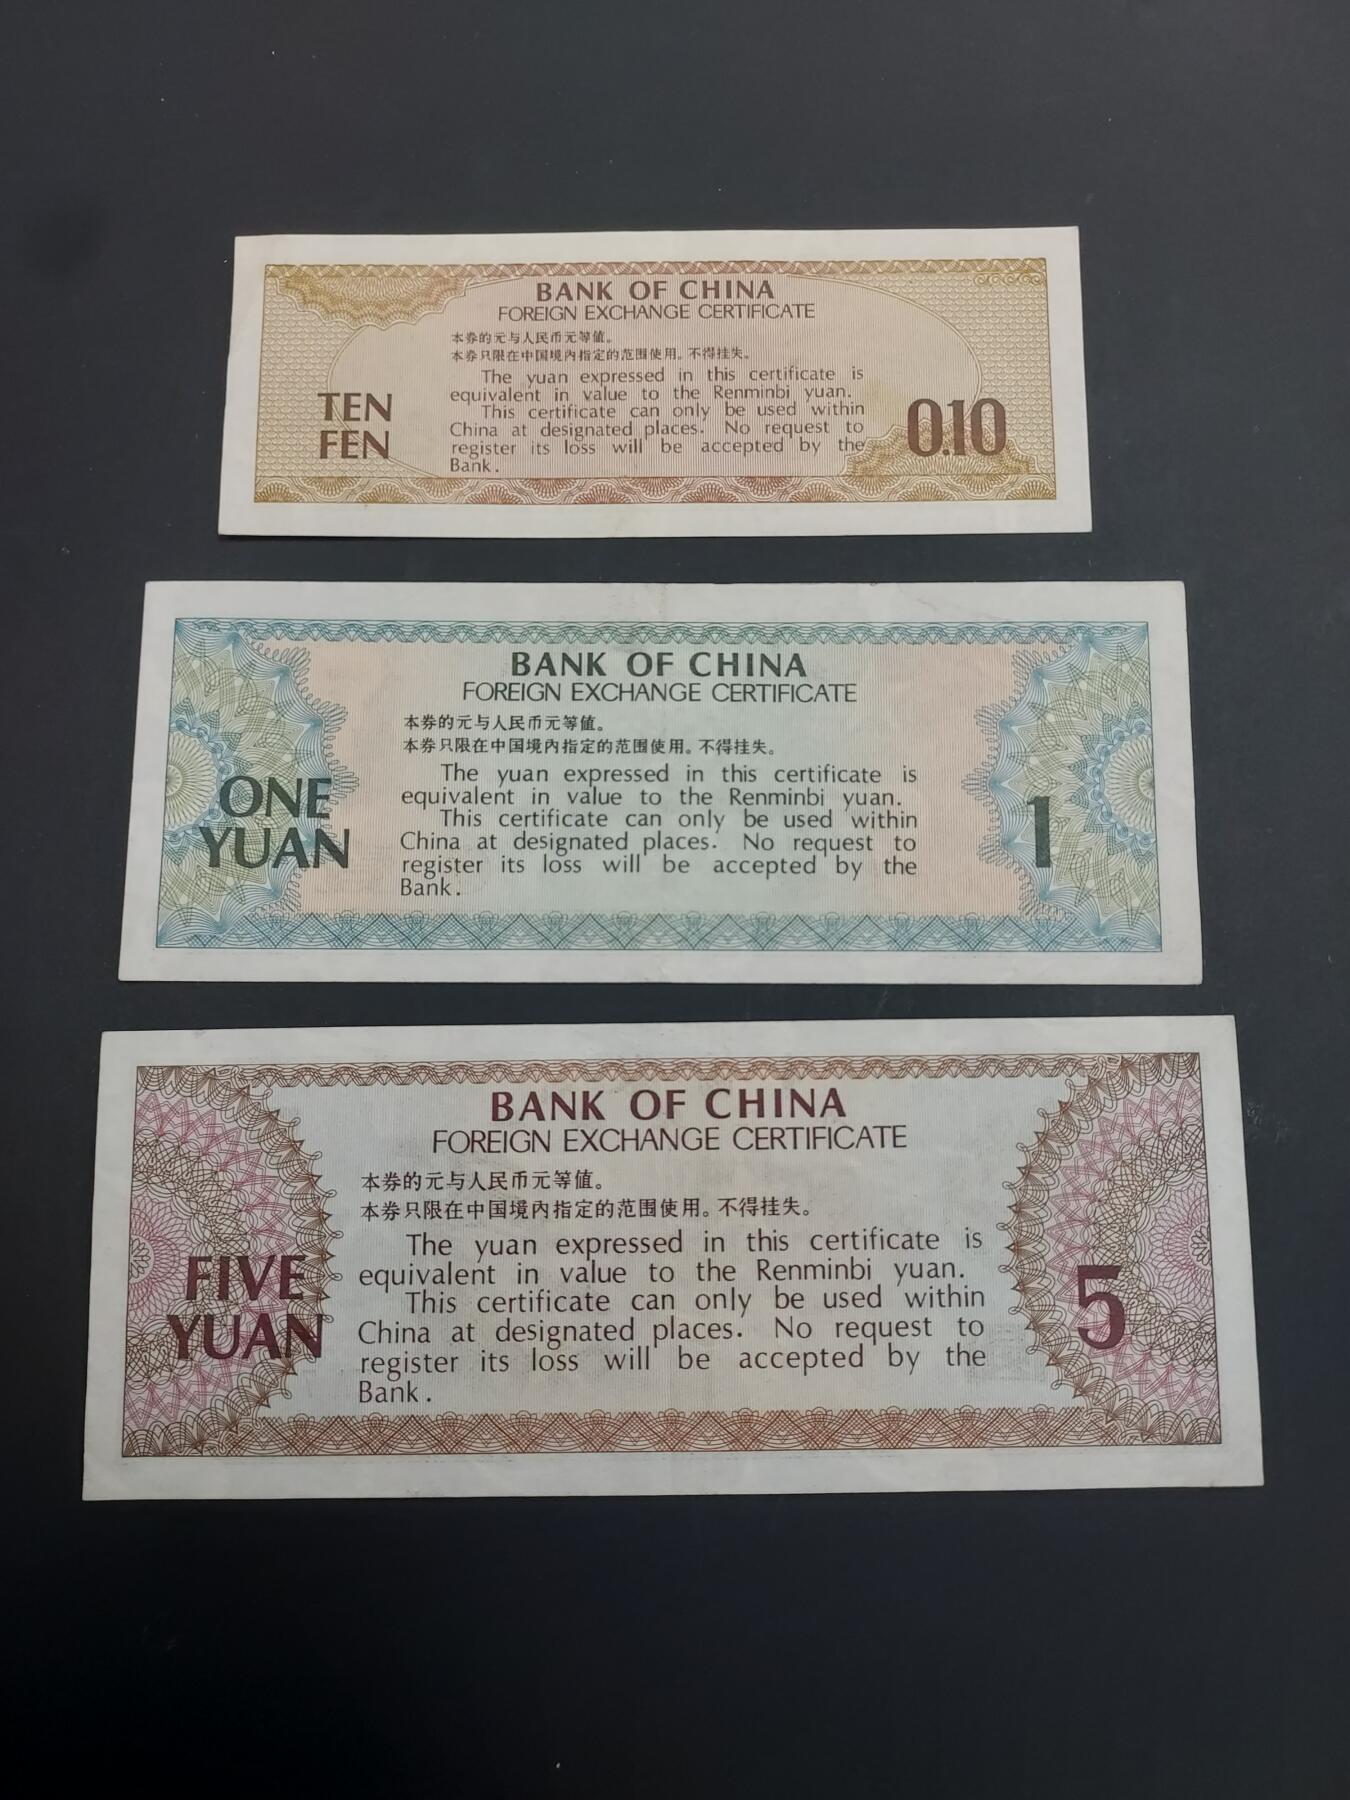 BANK OF CHINA
FOREIGN EXCHANGE CERTIFICATE
本券的元与人民币元等值。
本券只限在中国境内指定的范围使用。不得挂失。
The yuan expressed in this certificate is
equivalent in value to the Renminbi yuan.
This certificate can only be used within
China at designated places. No request to
register its loss will be accepted by the
Bank.
TEN
FEN
0.10
BANK OF CHINA
FOREIGN EXCHANGE CERTIFICATE
本券的元与人民币元等值。
本券只限在中国境内指定的范围使用。不得挂失。
The yuan expressed in this certificate is
equivalent in value to the Renminbi yuan.
This certificate can only be used within
China at designated places. No request to
register its loss will be accepted by the
Bank.
ONE
YUAN
1
BANK OF CHINA
FOREIGN EXCHANGE CERTIFICATE
本券的元与人民币元等值。
本券只限在中国境内指定的范围使用。不得挂失。
The yuan expressed in this certificate is
equivalent in value to the Renminbi yuan.
This certificate can only be used within
China at designated places. No request to
register its loss will be accepted by the
Bank.
FIVE
YUAN
5